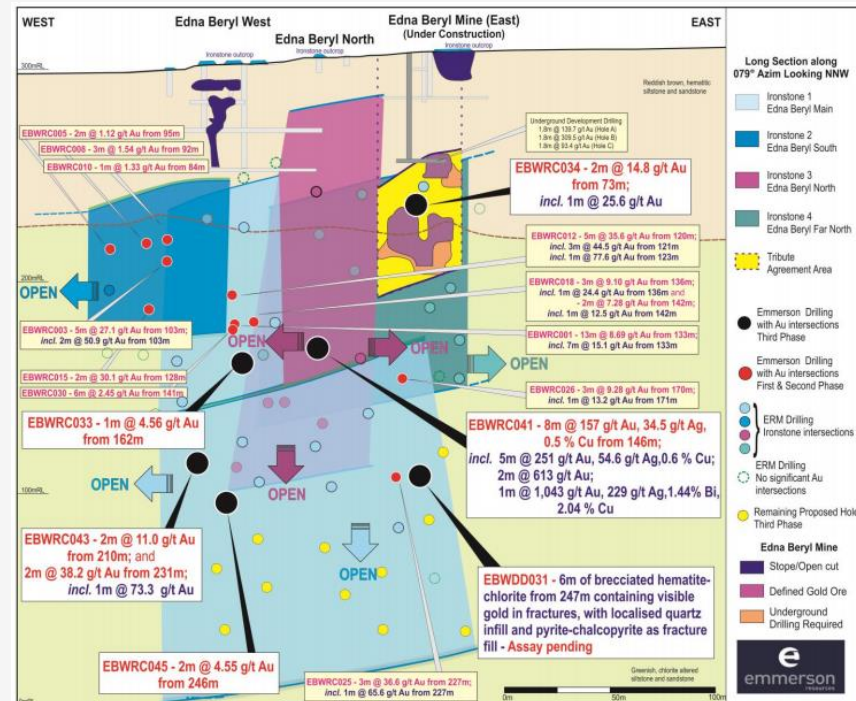 WEST
Edna Beryl West
Edna Beryl North
Edna Beryl Mine (East)
(Under Construction)
EAST
Ironstone outcrop
Ironstone outcrop
Ironstone outcrop
300mRL
Reddish brown, hematitic
siltstone and sandstone
EBWRC005 - 2m @ 1.12 g/t Au from 95m
EBWRC008 - 3m @ 1.54 g/t Au from 92m
EBWRC010 - 1m @ 1.33 g/t Au from 84m
Underground Development Drilling
1.8m @ 139.7 g/t Au (Hole A)
1.8m @ 309.5 g/t Au (Hole B)
1.8m @ 93.4 g/t Au (Hole C)
EBWRC034 - 2m @ 14.8 g/t Au
from 73m;
incl. 1m @ 25.6 g/t Au
EBWRC012 - 5m @ 35.6 g/t Au from 120m;
incl. 3m @ 44.5 g/t Au from 121m
incl. 1m @ 77.6 g/t Au from 123m
200mRL
OPEN
EBWRC018 - 3m @ 9.10 g/t Au from 136m;
incl. 1m @ 24.4 g/t Au from 136m and
- 2m @ 7.28 g/t Au from 142m;
incl. 1m @ 12.5 g/t Au from 142m
EBWRC003 - 5m @ 27.1 g/t Au from 103m;
incl. 2m @ 50.9 g/t Au from 103m
OPEN
OPEN
EBWRC001 - 13m @ 8.69 g/t Au from 133m;
incl. 7m @ 15.1 g/t Au from 133m
OPEN
EBWRC015 - 2m @ 30.1 g/t Au from 128m
EBWRC030 - 6m @ 2.45 g/t Au from 141m
EBWRC026 - 3m @ 9.28 g/t Au from 170m;
incl. 1m @ 13.2 g/t Au from 171m
EBWRC033 - 1m @ 4.56 g/t Au
from 162m
EBWRC041 - 8m @ 157 g/t Au, 34.5 g/t Ag,
0.5 % Cu from 146m;
incl. 5m @ 251 g/t Au, 54.6 g/t Ag,0.6 % Cu;
2m @ 613 g/t Au;
1m @ 1,043 g/t Au, 229 g/t Ag,1.44% Bi,
2.04 % Cu
OPEN
OPEN
100mRL
EBWRC043 - 2m @ 11.0 g/t Au
from 210m; and
2m @ 38.2 g/t Au from 231m;
incl. 1m @ 73.3 g/t Au
OPEN
EBWDD031 - 6m of brecciated hematite-
chlorite from 247m containing visible
gold in fractures, with localised quartz
infill and pyrite-chalcopyrite as fracture
fill - Assay pending
EBWRC045 - 2m @ 4.55 g/t Au
from 246m
EBWRC025 - 3m @ 36.6 g/t Au from 227m;
incl. 1m @ 65.6 g/t Au from 227m
Greenish, chlorite altered
siltstone and sandstone
0m
50m
100m
Long Section along
079° Azim Looking NNW
Ironstone 1
Edna Beryl Main
Ironstone 2
Edna Beryl South
Ironstone 3
Edna Beryl North
Ironstone 4
Edna Beryl Far North
Tribute
Agreement Area
Emmerson Drilling
with Au intersections
Third Phase
Emmerson Drilling
with Au intersections
First & Second Phase
ERM Drilling
Ironstone intersections
ERM Drilling
No significant Au
intersections
Remaining Proposed Hole
Third Phase
Edna Beryl Mine
Stope/Open cut
Defined Gold Ore
Underground
Drilling Required
emmerson
RESOURCES